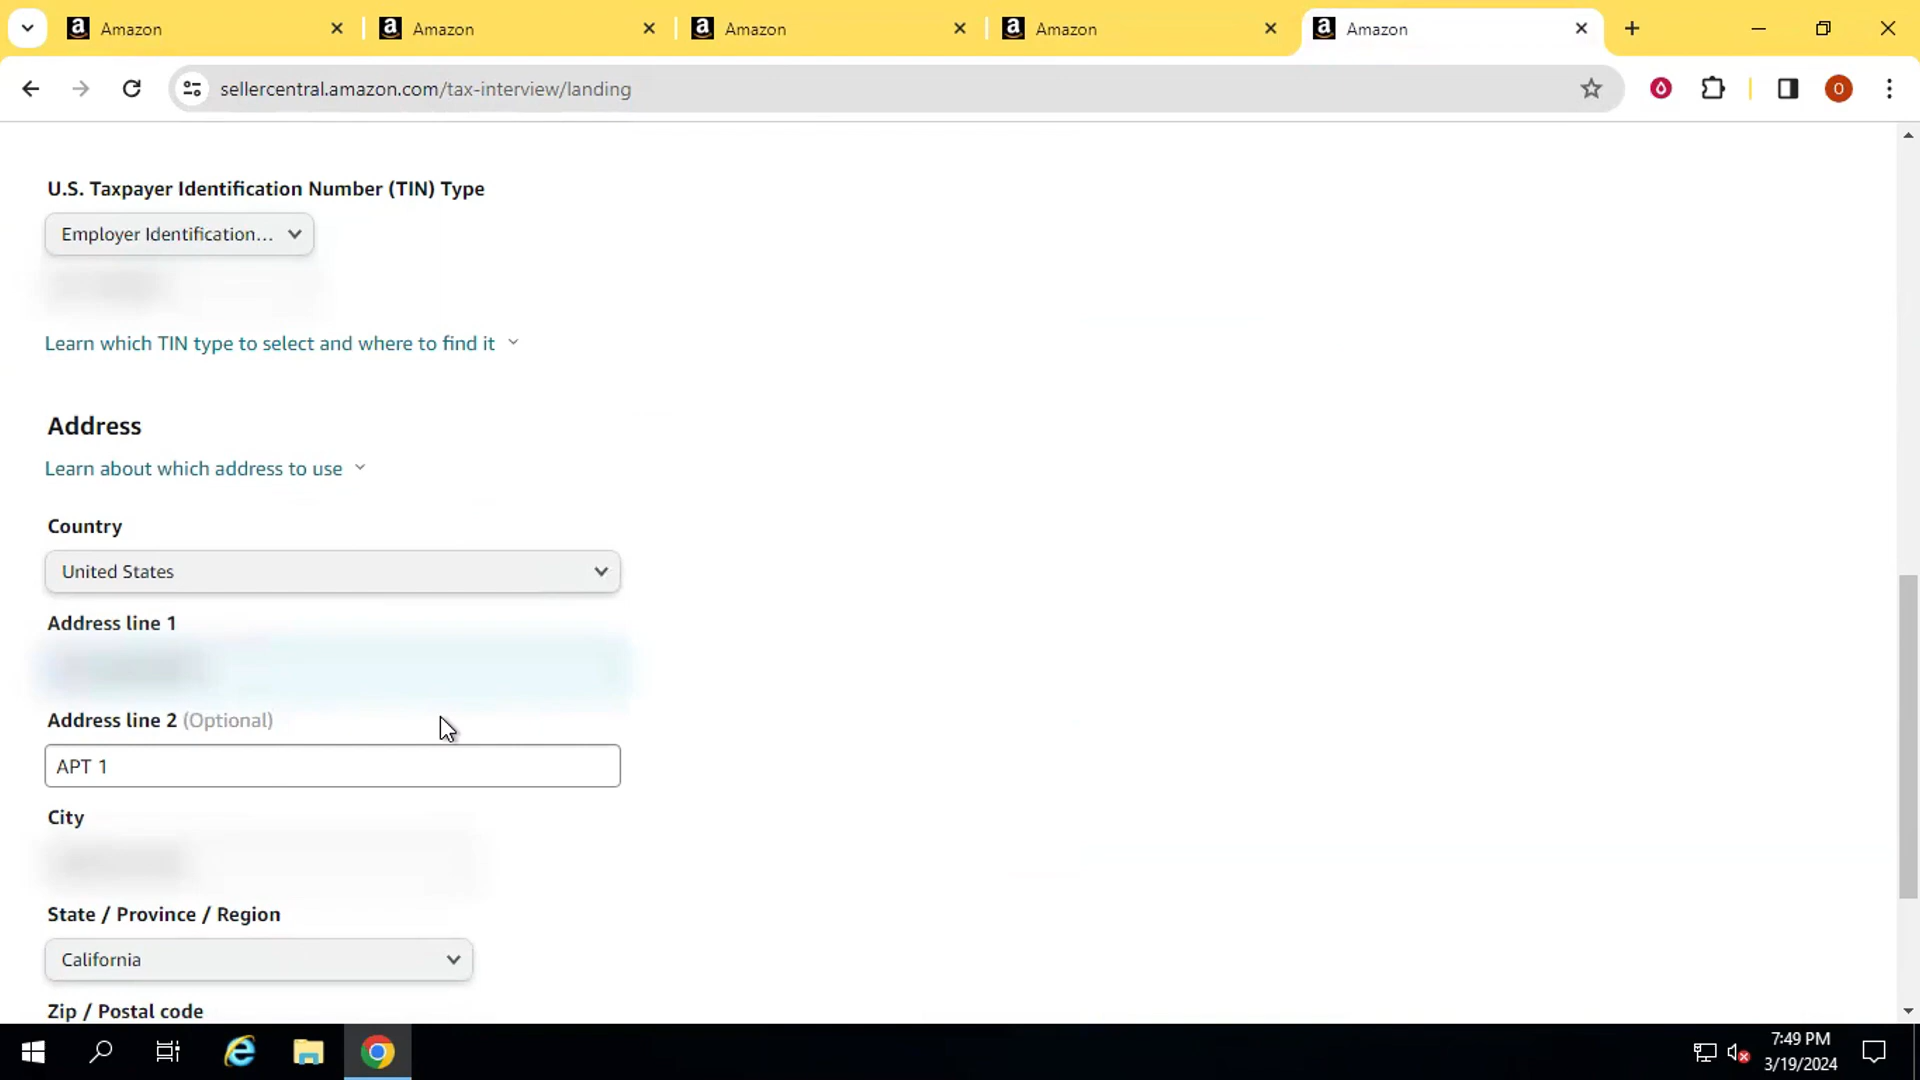 Amazon
Amazon
Amazon
Amazon
Amazon
sellercentral.amazon.com/tax-interview/landing
O
U.S. Taxpayer Identification Number (TIN) Type
Employer Identification...
Learn which TIN type to select and where to find it
Address
Learn about which address to use
Country
United States
Address line 1
Address line 2 (Optional)
APT 1
City
State / Province / Region
California
Zip / Postal code
7:49 PM
3/19/2024